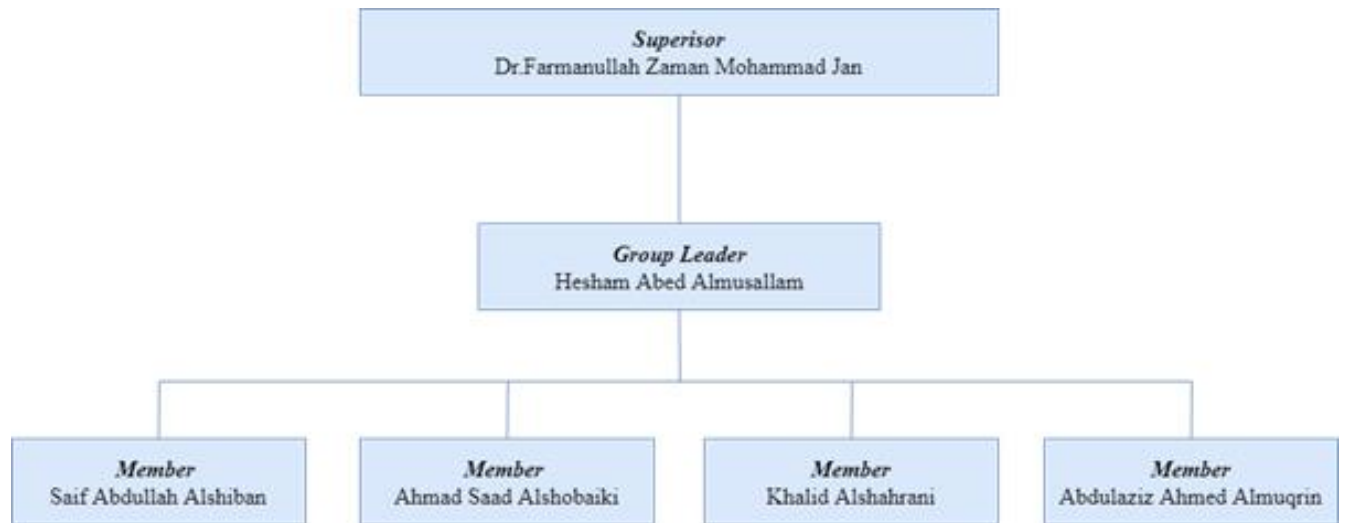 Superisor
Dr.Farmanullah Zaman Mohammad Jan
Group Leader
Hesham Abed Almusallam
Member
Saif Abdullah Alshiban
Member
Ahmad Saad Alshobaiki
Member
Khalid Alshahrani
Member
Abdulaziz Ahmed Almuqrin